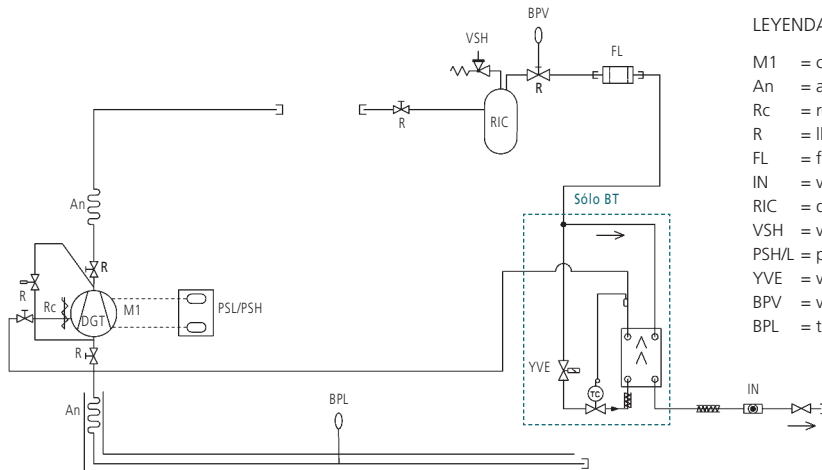 BPV
VSH
FL
R
R
RIC
LEYENDA
M1 = c
An = a
Rc = r
R = ll
FL = f
IN = v
RIC = c
VSH = v
PSH/L = p
YVE = v
BPV = v
BPL = t
Sólo BT
An
R
R
Rc
DGT
M1
PSL/PSH
R
YVE
TC
An
BPL
IN